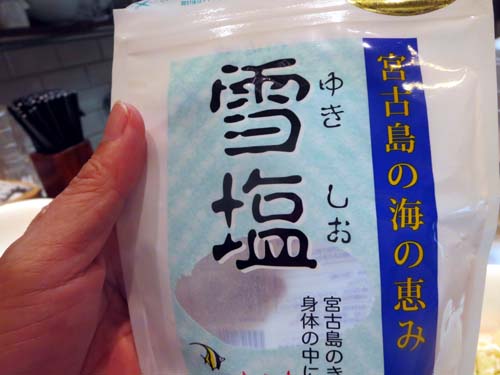 宮古島の海の恵み
雪塩
ゆき
しお
宮古島のき
身体の中に